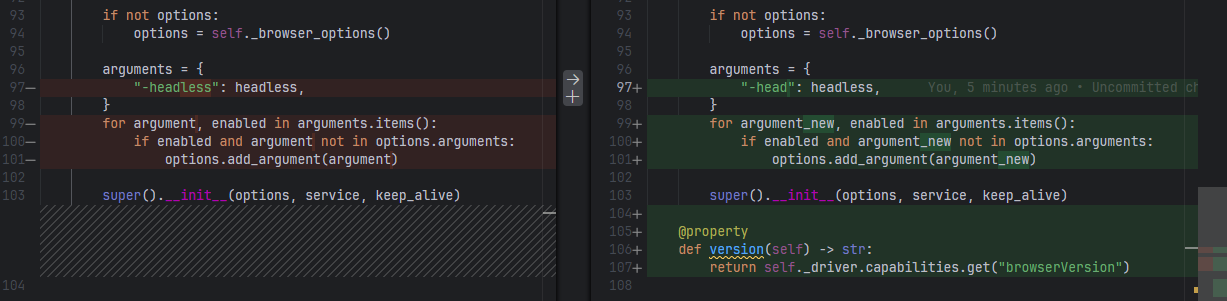 93 if not options:
94 options = self._browser_options()
95
96 arguments = {
97— "-headless": headless,
98 }
99— for argument, enabled in arguments.items():
100— if enabled and argument not in options.arguments:
101— options.add_argument(argument)
102
103 super().__init__(options, service, keep_alive)
104
93 if not options:
94 options = self._browser_options()
95
96 arguments = {
97+ "-head": headless, You, 5 minutes ago • Uncommitted ch
98 }
99+ for argument_new, enabled in arguments.items():
100+ if enabled and argument_new not in options.arguments:
101+ options.add_argument(argument_new)
102
103 super().__init__(options, service, keep_alive)
104+
105+ @property
106+ def version(self) -> str:
107+ return self._driver.capabilities.get("browserVersion")
108